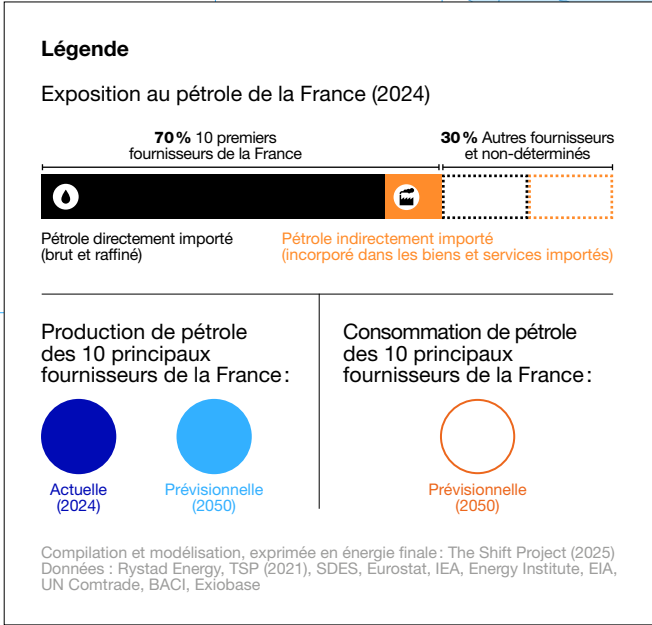 Légende
Exposition au pétrole de la France (2024)
70 % 10 premiers
fournisseurs de la France
30 % Autres fournisseurs
et non-déterminés
Pétrole directement importé
(brut et raffiné)
Pétrole indirectement importé
(incorporé dans les biens et services importés)
Production de pétrole
des 10 principaux
fournisseurs de la France :
Actuelle
(2024)
Prévisionnelle
(2050)
Consommation de pétrole
des 10 principaux
fournisseurs de la France :
Prévisionnelle
(2050)
Compilation et modélisation, exprimée en énergie finale : The Shift Project (2025)
Données : Rystad Energy, TSP (2021), SDES, Eurostat, IEA, Energy Institute, EIA,
UN Comtrade, BACI, Exiobase